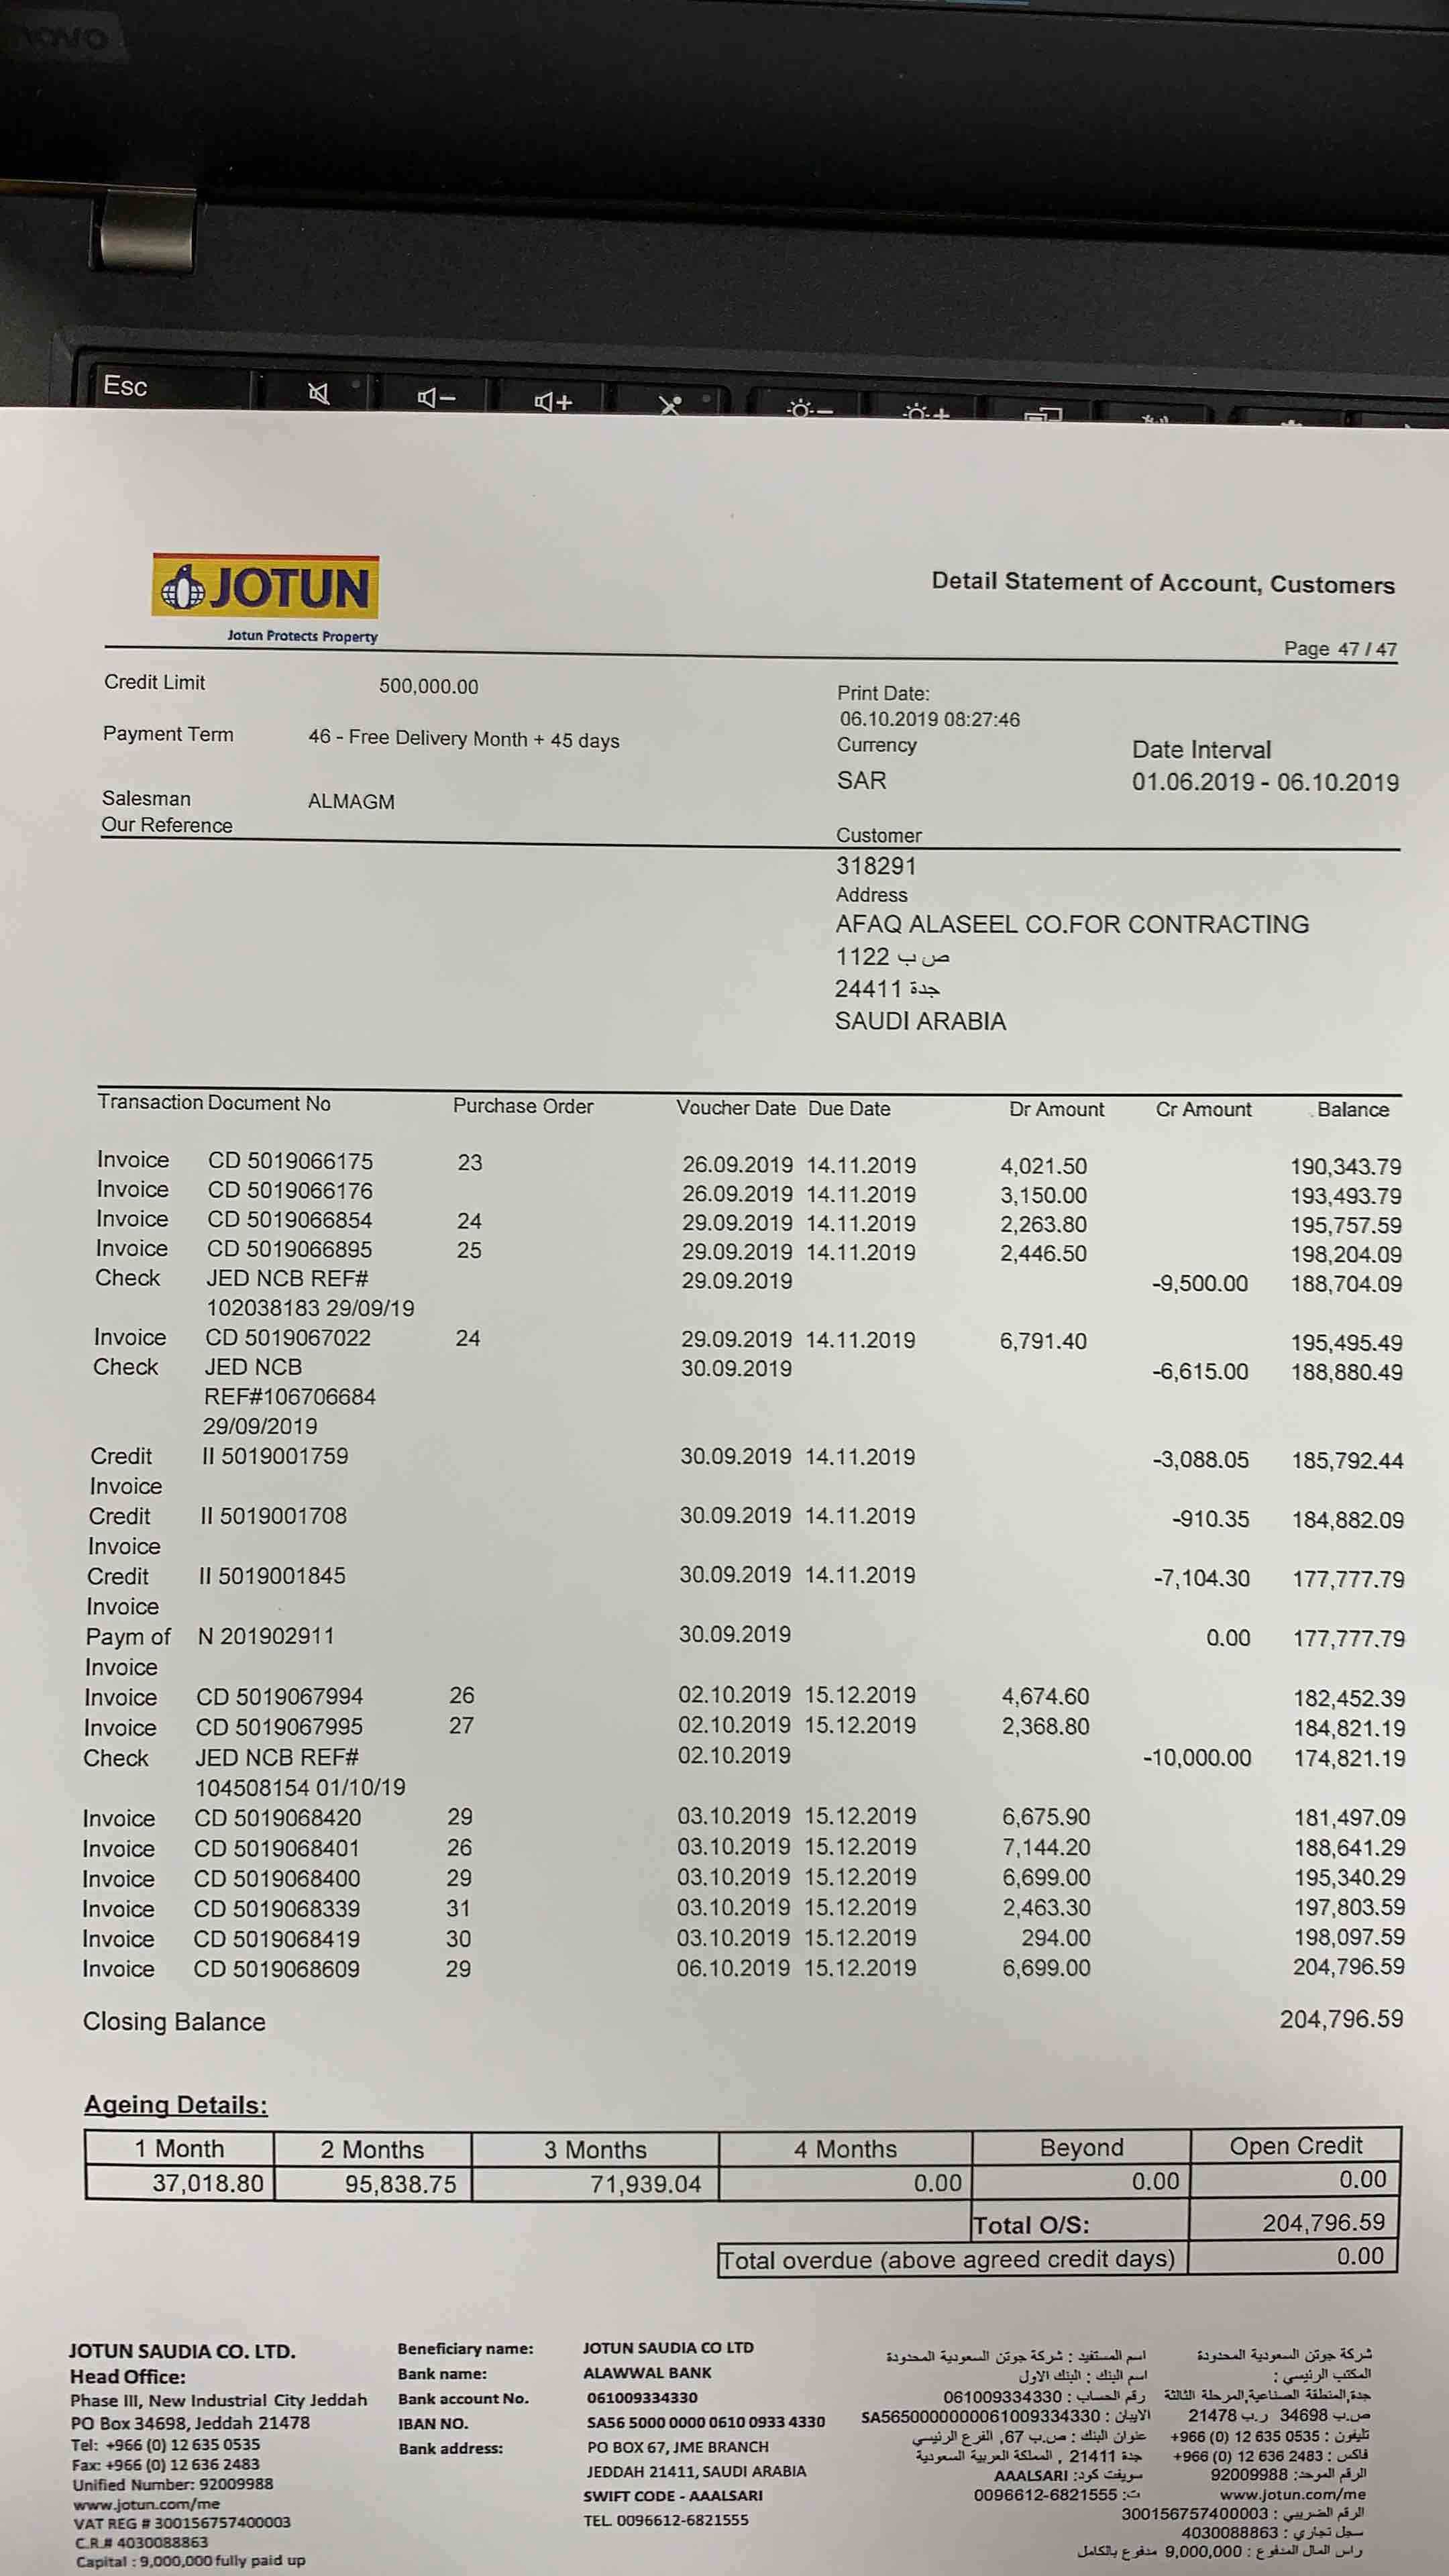 Esc
JOTUN
Jotun Protects Property
Detail Statement of Account, Customers
Page 47 / 47
Credit Limit 500,000.00
Payment Term 46 - Free Delivery Month + 45 days
Salesman ALMAGM
Our Reference
Print Date:
06.10.2019 08:27:46
Currency Date Interval
SAR 01.06.2019 - 06.10.2019
Customer
318291
Address
AFAQ ALASEEL CO.FOR CONTRACTING
ص ب 1122
جدة 24411
SAUDI ARABIA
Transaction Document No Purchase Order Voucher Date Due Date Dr Amount Cr Amount Balance
Invoice CD 5019066175 23 26.09.2019 14.11.2019 4,021.50 190,343.79
Invoice CD 5019066176 26.09.2019 14.11.2019 3,150.00 193,493.79
Invoice CD 5019066854 24 29.09.2019 14.11.2019 2,263.80 195,757.59
Invoice CD 5019066895 25 29.09.2019 14.11.2019 2,446.50 198,204.09
Check JED NCB REF# 29.09.2019 -9,500.00 188,704.09
102038183 29/09/19
Invoice CD 5019067022 24 29.09.2019 14.11.2019 6,791.40 195,495.49
Check JED NCB 30.09.2019 -6,615.00 188,880.49
REF#106706684
29/09/2019
Credit II 5019001759 30.09.2019 14.11.2019 -3,088.05 185,792.44
Invoice
Credit II 5019001708 30.09.2019 14.11.2019 -910.35 184,882.09
Invoice
Credit II 5019001845 30.09.2019 14.11.2019 -7,104.30 177,777.79
Invoice
Paym of N 201902911 30.09.2019 0.00 177,777.79
Invoice
Invoice CD 5019067994 26 02.10.2019 15.12.2019 4,674.60 182,452.39
Invoice CD 5019067995 27 02.10.2019 15.12.2019 2,368.80 184,821.19
Check JED NCB REF# 02.10.2019 -10,000.00 174,821.19
104508154 01/10/19
Invoice CD 5019068420 29 03.10.2019 15.12.2019 6,675.90 181,497.09
Invoice CD 5019068401 26 03.10.2019 15.12.2019 7,144.20 188,641.29
Invoice CD 5019068400 29 03.10.2019 15.12.2019 6,699.00 195,340.29
Invoice CD 5019068339 31 03.10.2019 15.12.2019 2,463.30 197,803.59
Invoice CD 5019068419 30 03.10.2019 15.12.2019 294.00 198,097.59
Invoice CD 5019068609 29 06.10.2019 15.12.2019 6,699.00 204,796.59
Closing Balance 204,796.59
Ageing Details:
1 Month 2 Months 3 Months 4 Months Beyond Open Credit
37,018.80 95,838.75 71,939.04 0.00 0.00 0.00
Total O/S: 204,796.59
Total overdue (above agreed credit days) 0.00
JOTUN SAUDIA CO. LTD.
Head Office:
Phase III, New Industrial City Jeddah
PO Box 34698, Jeddah 21478
Tel: +966 (0) 12 635 0535
Fax: +966 (0) 12 636 2483
Unified Number: 92009988
www.jotun.com/me
VAT REG # 300156757400003
C.R.# 4030088863
Capital : 9,000,000 fully paid up
Beneficiary name: JOTUN SAUDIA CO LTD
Bank name: ALAWWAL BANK
Bank account No. 061009334330
IBAN NO. SA56 5000 0000 0610 0933 4330
Bank address: PO BOX 67, JME BRANCH
JEDDAH 21411, SAUDI ARABIA
SWIFT CODE - AAALSARI
TEL. 0096612-6821555
اسم المستفيد : شركة جوتن السعودية المحدودة
اسم البنك : البنك الاول
رقم الحساب : 061009334330
الايبان : SA5650000000061009334330
عنوان البنك : ص.ب 67, الفرع الرئيسي
جدة 21411 , المملكة العربية السعودية
سويفت كود: AAALSARI
ت: 0096612-6821555
شركة جوتن السعودية المحدودة
المكتب الرئيسي :
جدة,المنطقة الصناعية,المرحلة الثالثة
ص.ب 34698 ر.ب 21478
تليفون : +966 (0) 12 635 0535
فاكس : +966 (0) 12 636 2483
الرقم الموحد: 92009988
www.jotun.com/me
الرقم الضريبي : 300156757400003
سجل تجاري : 4030088863
راس المال المدفوع : 9,000,000 مدفوع بالكامل